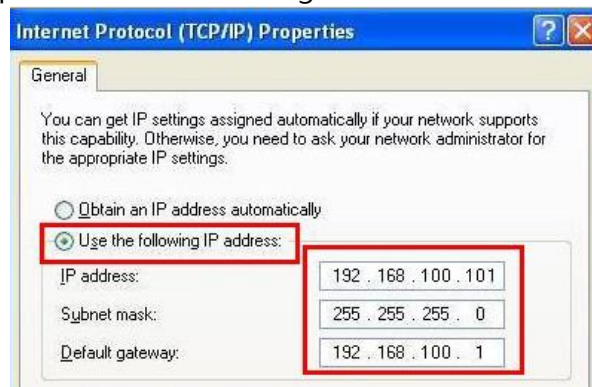 Internet Protocol (TCP/IP) Properties
General
You can get IP settings assigned automatically if your network supports
this capability. Otherwise, you need to ask your network administrator for
the appropriate IP settings.
Obtain an IP address automatically
Use the following IP address:
IP address: 192 . 168 . 100 . 101
Subnet mask: 255 . 255 . 255 . 0
Default gateway: 192 . 168 . 100 . 1